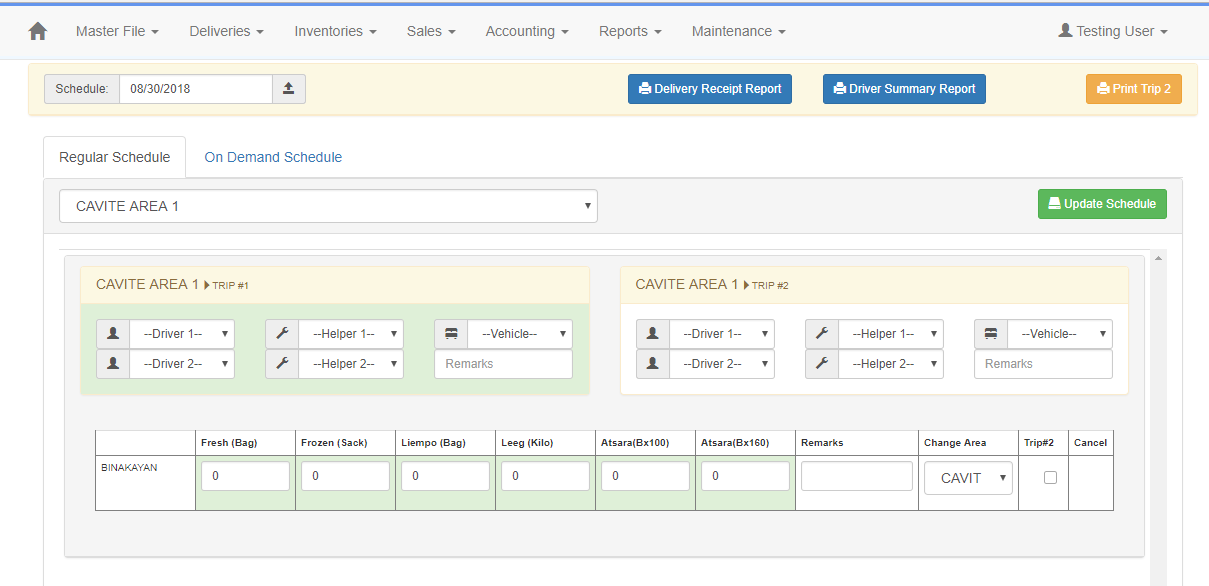 Master File Deliveries Inventories Sales Accounting Reports Maintenance Testing User
Schedule: 08/30/2018 Delivery Receipt Report Driver Summary Report Print Trip 2
Regular Schedule On Demand Schedule
CAVITE AREA 1 Update Schedule
CAVITE AREA 1 TRIP #1 CAVITE AREA 1 TRIP #2
--Driver 1-- --Helper 1-- --Vehicle-- --Driver 1-- --Helper 1-- --Vehicle--
--Driver 2-- --Helper 2-- Remarks --Driver 2-- --Helper 2-- Remarks
Fresh (Bag) Frozen (Sack) Liempo (Bag) Leeg (Kilo) Atsara(Bx100) Atsara(Bx160) Remarks Change Area Trip#2 Cancel
BINAKAYAN 0 0 0 0 0 0 CAVIT